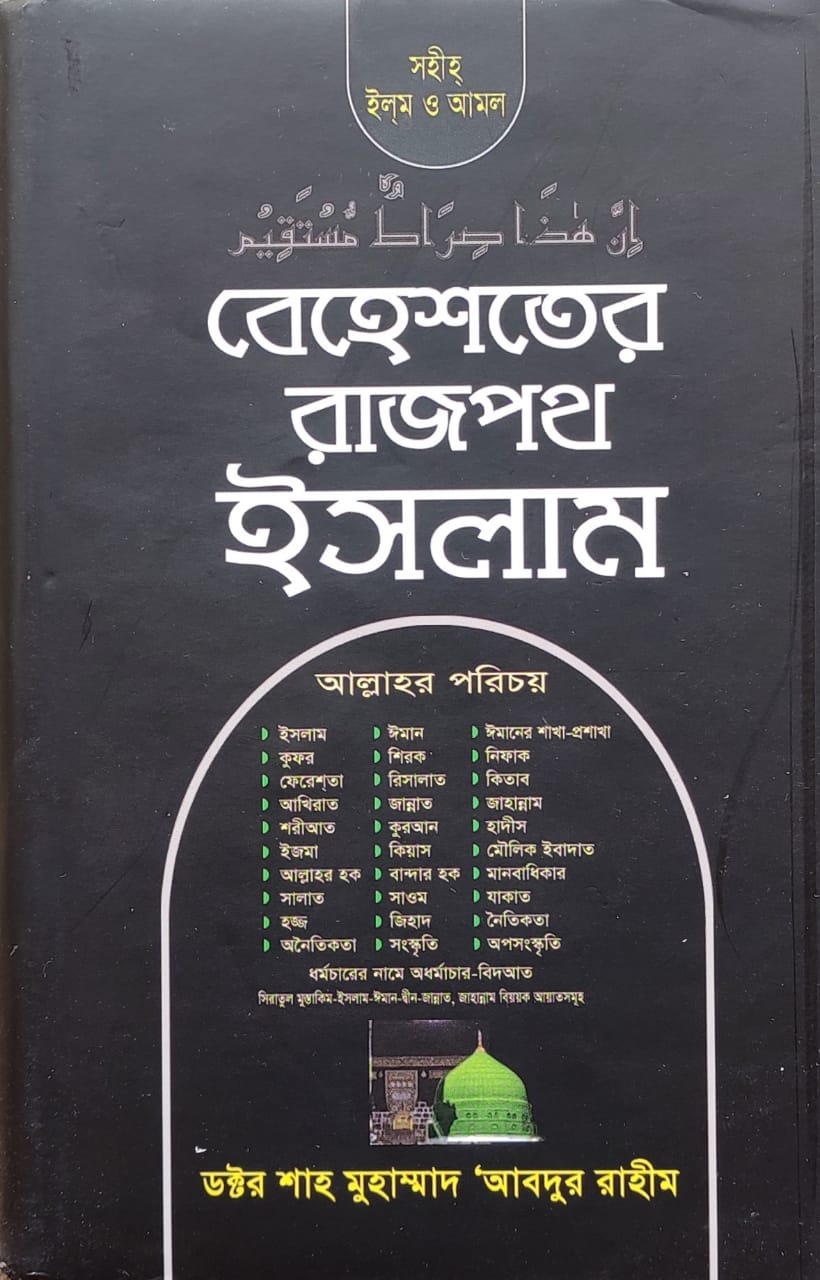 সহীহ্
ইল্‌ম ও আমল
اِنَّ هٰذَا صِرَاطٌ مُّسْتَقِيْمٌ
বেহেশতের
রাজপথ
ইসলাম
আল্লাহর পরিচয়
ইসলাম ঈমান ঈমানের শাখা-প্রশাখা
কুফর শিরক নিফাক
ফেরেশ্‌তা রিসালাত কিতাব
আখিরাত জান্নাত জাহান্নাম
শরীআত কুরআন হাদীস
ইজমা কিয়াস মৌলিক ইবাদাত
আল্লাহর হক বান্দার হক মানবাধিকার
সালাত সাওম যাকাত
হজ্জ জিহাদ নৈতিকতা
অনৈতিকতা সংস্কৃতি অপসংস্কৃতি
ধর্মচারের নামে অধর্মাচার-বিদআত
সিরাতুল মুস্তাকিম-ইসলাম-ঈমান-দ্বীন-জান্নাত, জাহান্নাম বিয়য়ক আয়াতসমূহ
ডক্টর শাহ মুহাম্মাদ ‘আবদুর রাহীম